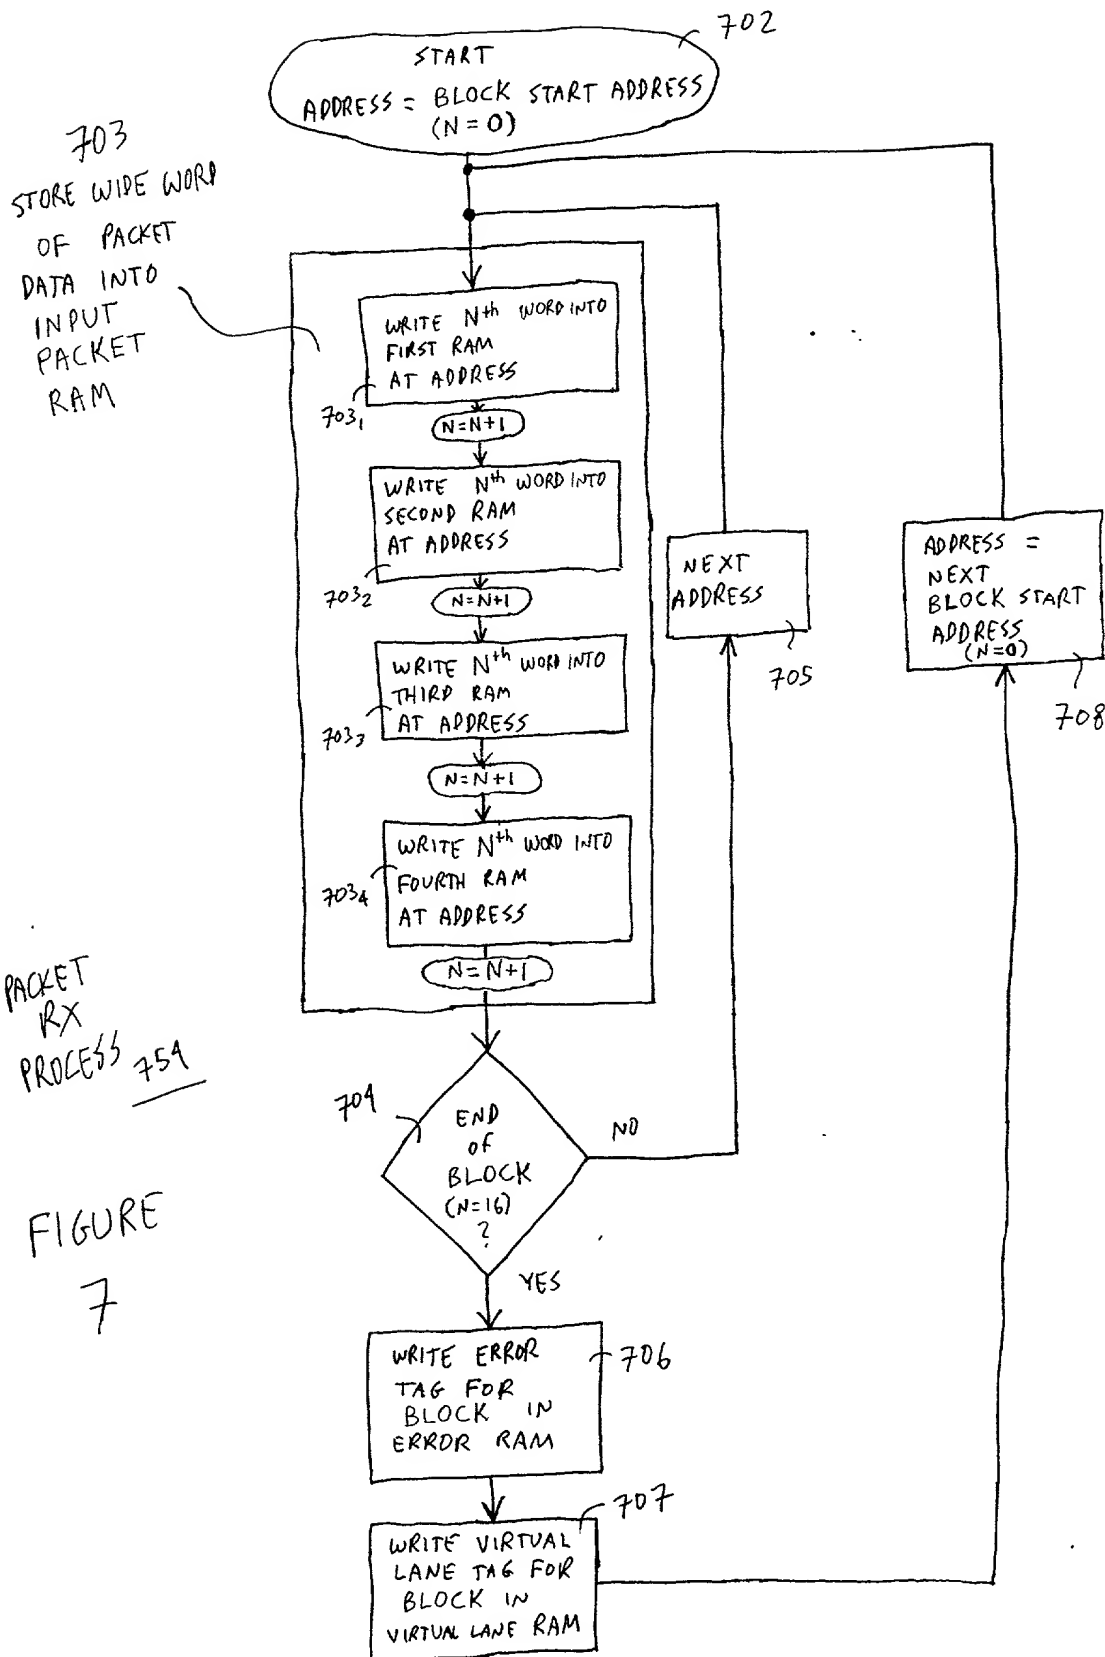 702
START
ADDRESS = BLOCK START ADDRESS
(N = 0)
703
STORE WIDE WORD
OF PACKET
DATA INTO
INPUT
PACKET
RAM
WRITE Nth WORD INTO
FIRST RAM
AT ADDRESS
7031
N=N+1
WRITE Nth WORD INTO
SECOND RAM
AT ADDRESS
7032
N=N+1
WRITE Nth WORD INTO
THIRD RAM
AT ADDRESS
7033
N=N+1
WRITE Nth WORD INTO
FOURTH RAM
AT ADDRESS
7034
N=N+1
NEXT
ADDRESS
705
ADDRESS =
NEXT
BLOCK START
ADDRESS
(N=0)
708
PACKET
RX
PROCESS 754
704
END
OF
BLOCK
(N=16)
?
NO
YES
FIGURE
7
WRITE ERROR
TAG FOR
BLOCK IN
ERROR RAM
706
707
WRITE VIRTUAL
LANE TAG FOR
BLOCK IN
VIRTUAL LANE RAM